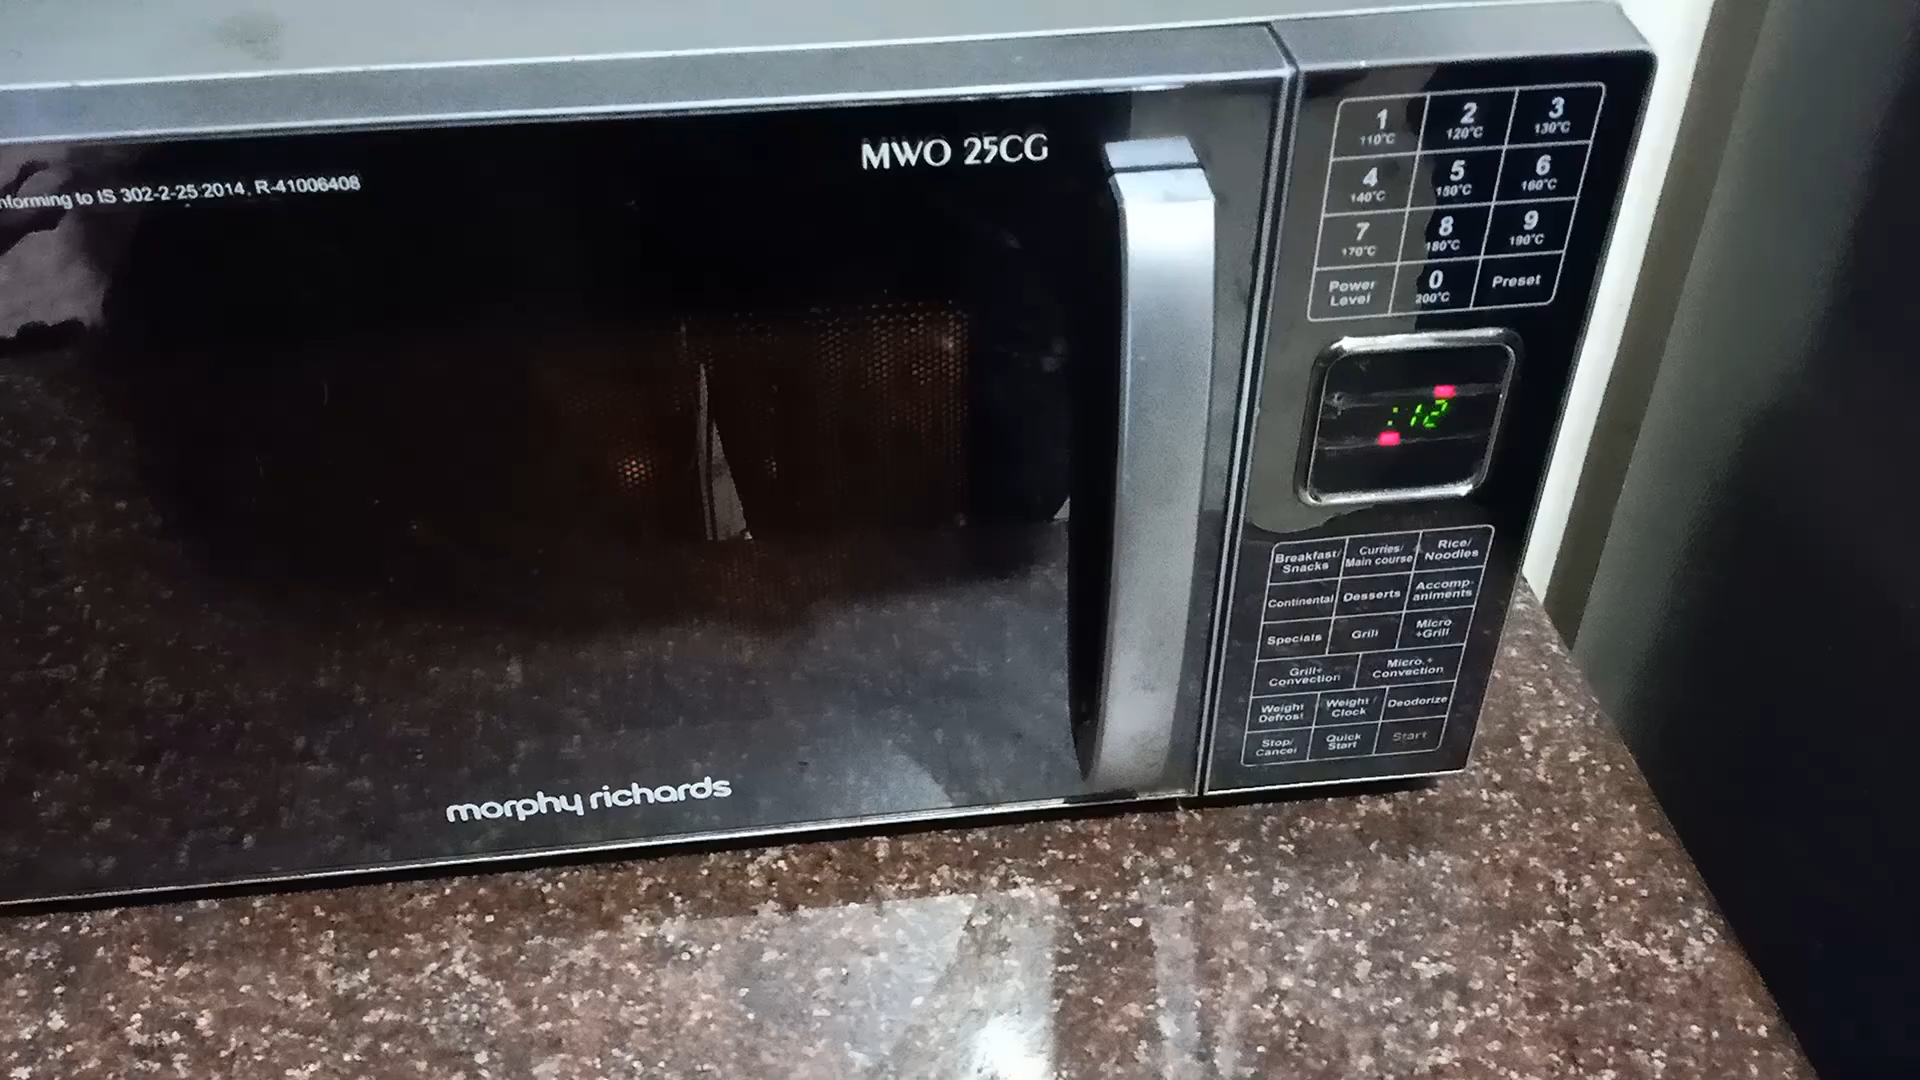 MWO 25CG
nforming to IS 302-2-25:2014, R-41006408
1 2 3
110°C 120°C 130°C
4 5 6
140°C 150°C 160°C
7 8 9
170°C 180°C 190°C
Power Level 0 Preset
200°C
:12
Breakfast/ Snacks Curries/ Main course Rice/ Noodles
Continental Desserts Accomp- animents
Specials Grill Micro +Grill
Grill+ Convection Micro.+ Convection
Weight Defrost Weight / Clock Deodorize
Stop/ Cancel Quick Start Start
morphy richards